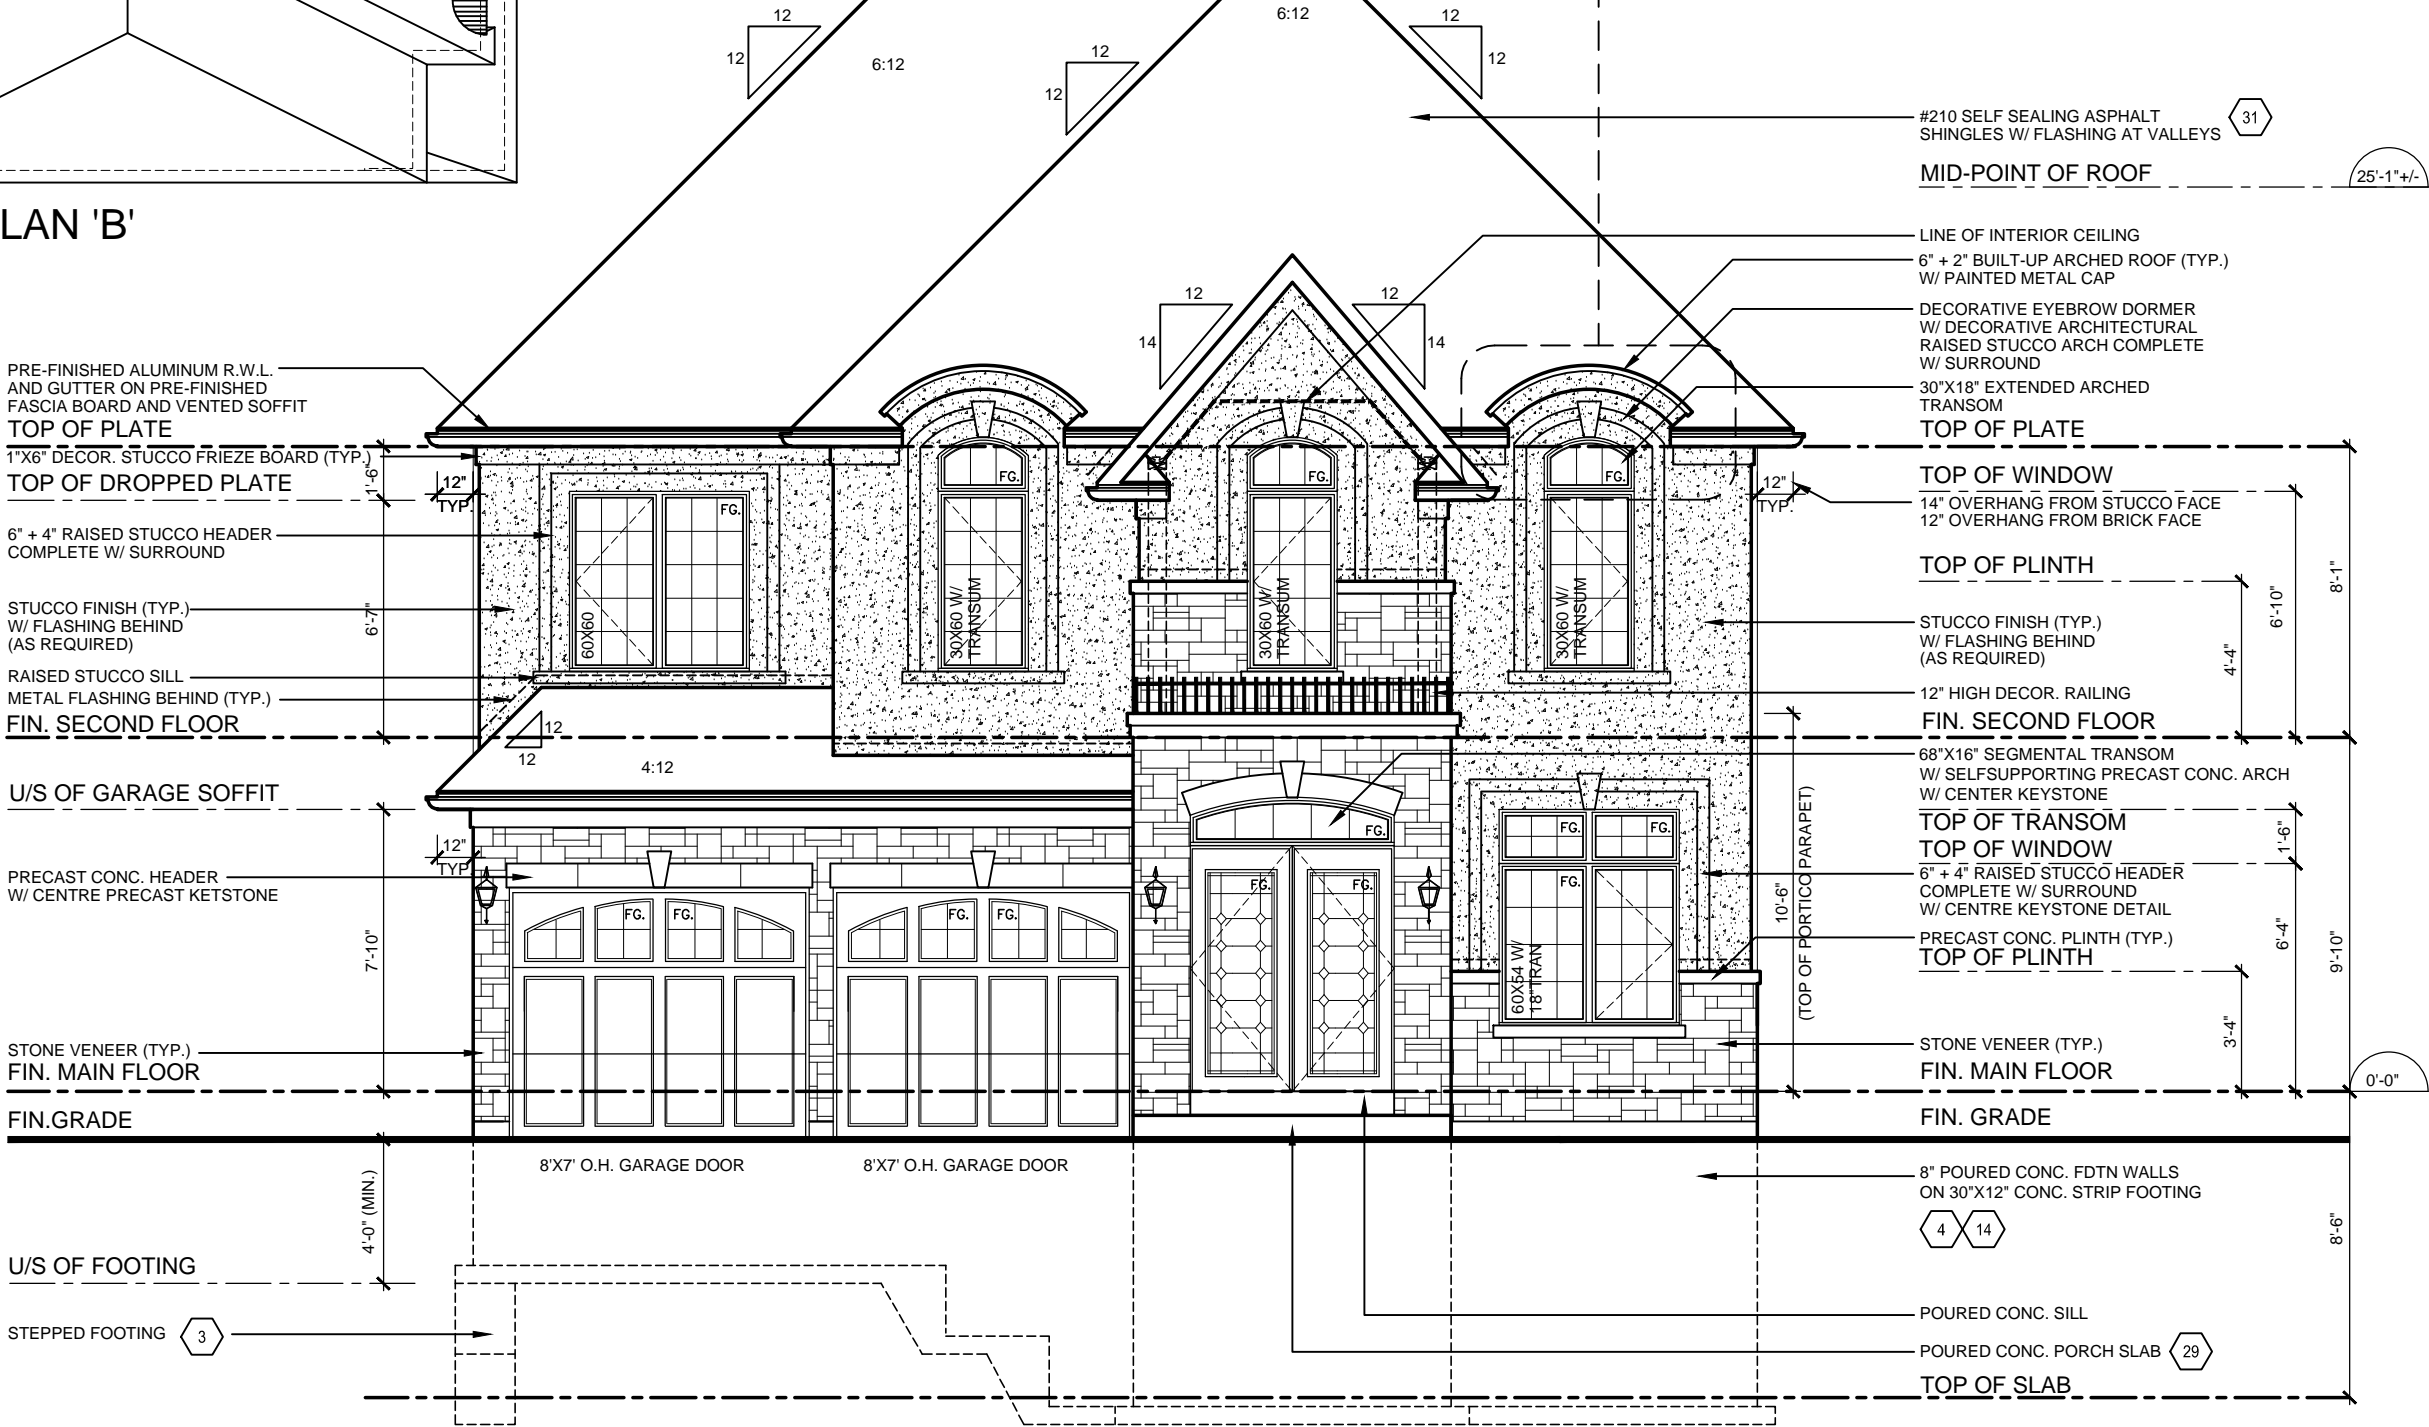 LAN 'B'
12
12
6:12
12
12
6:12
12
12
12
14
12
14
PRE-FINISHED ALUMINUM R.W.L.
AND GUTTER ON PRE-FINISHED
FASCIA BOARD AND VENTED SOFFIT
TOP OF PLATE
1"X6" DECOR. STUCCO FRIEZE BOARD (TYP.)
1'-6"
TOP OF DROPPED PLATE
12"
TYP.
6" + 4" RAISED STUCCO HEADER
COMPLETE W/ SURROUND
STUCCO FINISH (TYP.)
W/ FLASHING BEHIND
(AS REQUIRED)
6'-7"
RAISED STUCCO SILL
METAL FLASHING BEHIND (TYP.)
FIN. SECOND FLOOR
12
12
4:12
U/S OF GARAGE SOFFIT
12"
TYP.
PRECAST CONC. HEADER
W/ CENTRE PRECAST KETSTONE
7'-10"
STONE VENEER (TYP.)
FIN. MAIN FLOOR
FIN.GRADE
4'-0" (MIN.)
U/S OF FOOTING
STEPPED FOOTING
3
FG.
60X60
FG.
30X60 W/
TRANSUM
FG.
30X60 W/
TRANSUM
FG.
30X60 W/
TRANSUM
FG.
FG.
FG.
FG.
FG.
FG.
FG.
FG.
FG.
FG.
60X54 W/
18"TRAN
8'X7' O.H. GARAGE DOOR
8'X7' O.H. GARAGE DOOR
12"
TYP.
10'-6"
(TOP OF PORTICO PARAPET)
#210 SELF SEALING ASPHALT
SHINGLES W/ FLASHING AT VALLEYS
31
MID-POINT OF ROOF
25'-1"+/-
LINE OF INTERIOR CEILING
6" + 2" BUILT-UP ARCHED ROOF (TYP.)
W/ PAINTED METAL CAP
DECORATIVE EYEBROW DORMER
W/ DECORATIVE ARCHITECTURAL
RAISED STUCCO ARCH COMPLETE
W/ SURROUND
30"X18" EXTENDED ARCHED
TRANSOM
TOP OF PLATE
TOP OF WINDOW
14" OVERHANG FROM STUCCO FACE
12" OVERHANG FROM BRICK FACE
TOP OF PLINTH
STUCCO FINISH (TYP.)
W/ FLASHING BEHIND
(AS REQUIRED)
4'-4"
6'-10"
8'-1"
12" HIGH DECOR. RAILING
FIN. SECOND FLOOR
68"X16" SEGMENTAL TRANSOM
W/ SELFSUPPORTING PRECAST CONC. ARCH
W/ CENTER KEYSTONE
TOP OF TRANSOM
TOP OF WINDOW
1'-6"
6" + 4" RAISED STUCCO HEADER
COMPLETE W/ SURROUND
W/ CENTRE KEYSTONE DETAIL
PRECAST CONC. PLINTH (TYP.)
TOP OF PLINTH
6'-4"
9'-10"
3'-4"
STONE VENEER (TYP.)
FIN. MAIN FLOOR
0'-0"
FIN. GRADE
8" POURED CONC. FDTN WALLS
ON 30"X12" CONC. STRIP FOOTING
4
14
8'-6"
POURED CONC. SILL
POURED CONC. PORCH SLAB
29
TOP OF SLAB